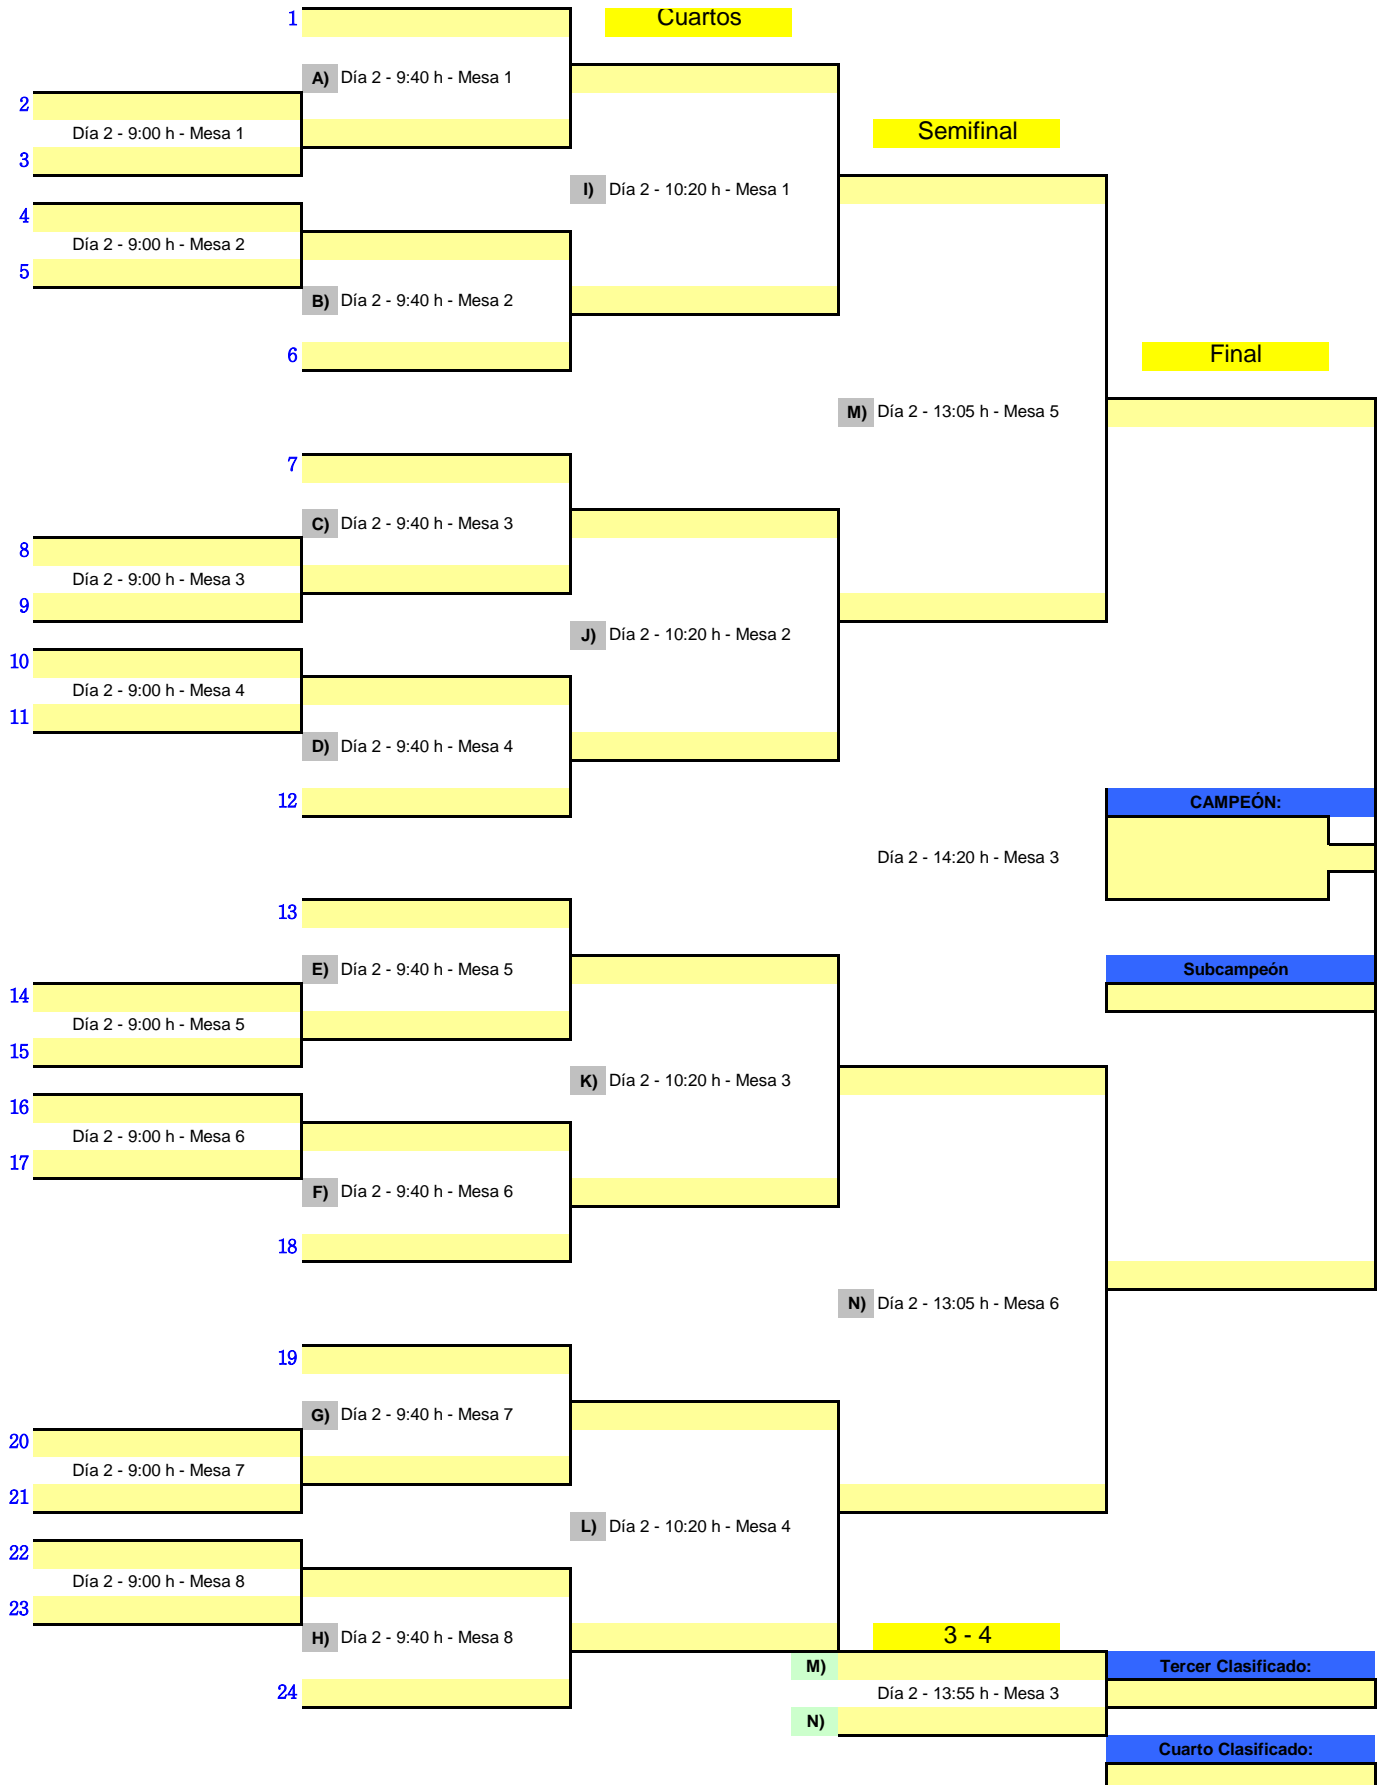 1
Cuartos
A) Día 2 - 9:40 h - Mesa 1
2
Día 2 - 9:00 h - Mesa 1
Semifinal
3
I) Día 2 - 10:20 h - Mesa 1
4
Día 2 - 9:00 h - Mesa 2
5
B) Día 2 - 9:40 h - Mesa 2
6
Final
M) Día 2 - 13:05 h - Mesa 5
7
C) Día 2 - 9:40 h - Mesa 3
8
Día 2 - 9:00 h - Mesa 3
9
J) Día 2 - 10:20 h - Mesa 2
10
Día 2 - 9:00 h - Mesa 4
11
D) Día 2 - 9:40 h - Mesa 4
12
CAMPEÓN:
Día 2 - 14:20 h - Mesa 3
13
E) Día 2 - 9:40 h - Mesa 5
Subcampeón
14
Día 2 - 9:00 h - Mesa 5
15
K) Día 2 - 10:20 h - Mesa 3
16
Día 2 - 9:00 h - Mesa 6
17
F) Día 2 - 9:40 h - Mesa 6
18
N) Día 2 - 13:05 h - Mesa 6
19
G) Día 2 - 9:40 h - Mesa 7
20
Día 2 - 9:00 h - Mesa 7
21
L) Día 2 - 10:20 h - Mesa 4
22
Día 2 - 9:00 h - Mesa 8
23
H) Día 2 - 9:40 h - Mesa 8
3 - 4
M)
Tercer Clasificado:
24
Día 2 - 13:55 h - Mesa 3
N)
Cuarto Clasificado: